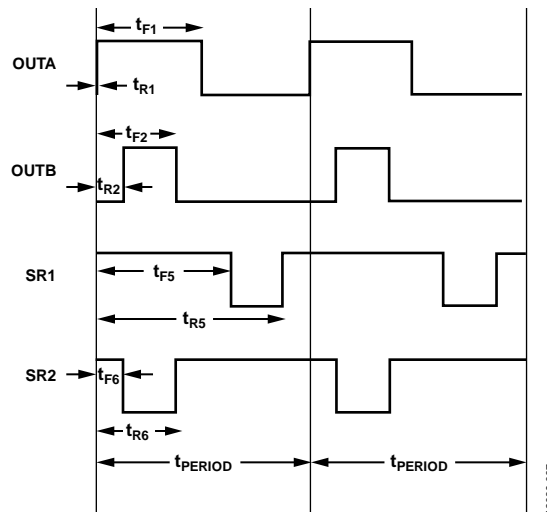 tF1
OUTA
tR1
tF2
OUTB
tR2
SR1
tF5
tR5
SR2
tF6
tR6
tPERIOD
tPERIOD